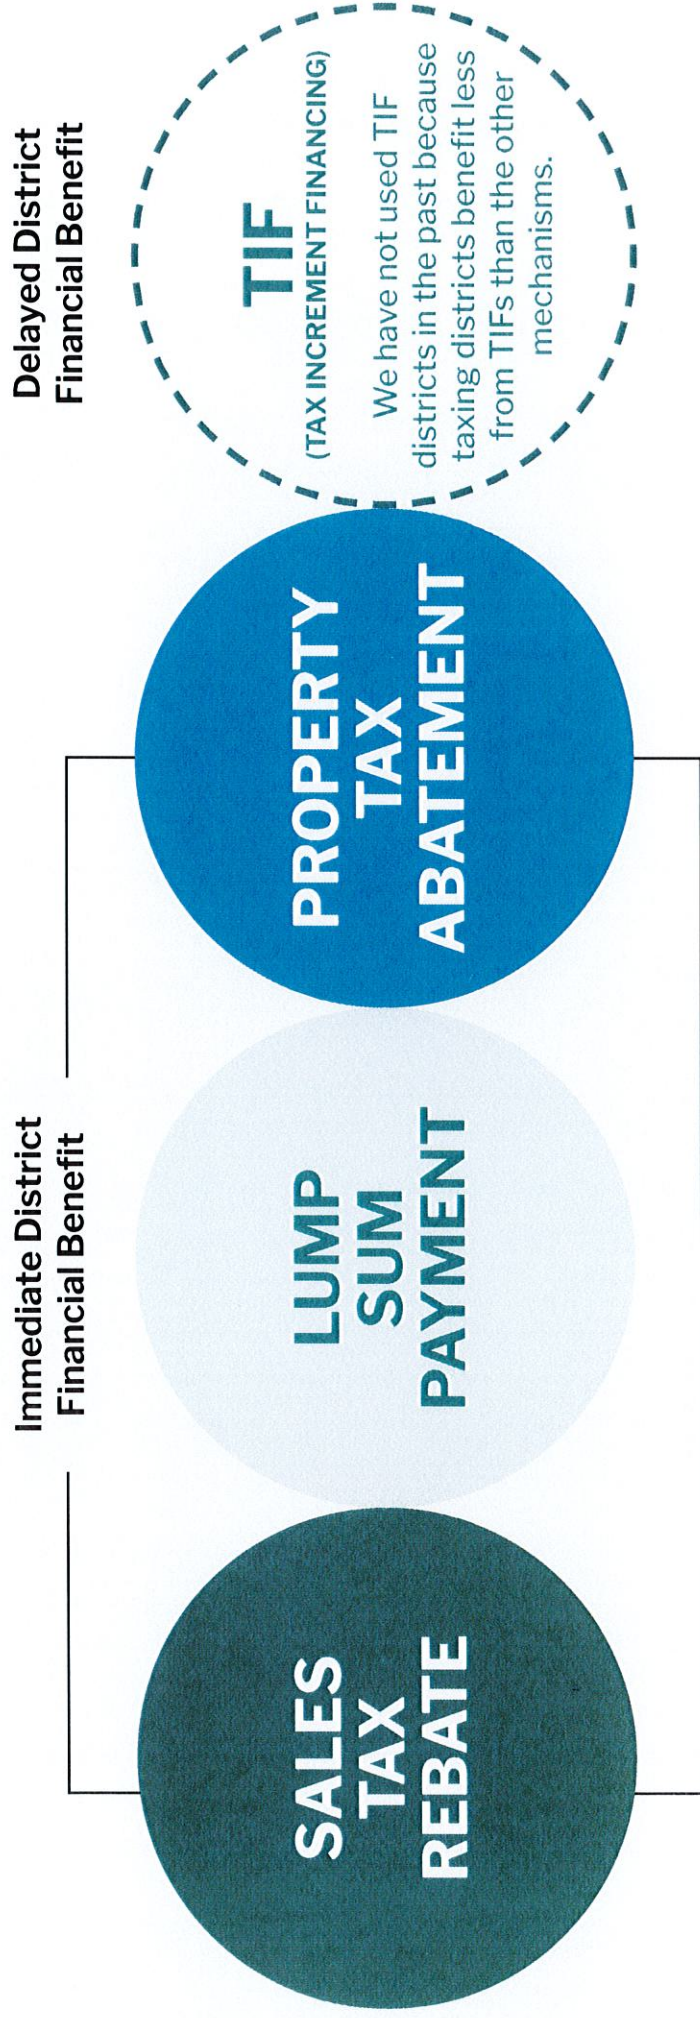 Immediate District
Financial Benefit
Delayed District
Financial Benefit
SALES
TAX
REBATE
LUMP
SUM
PAYMENT
PROPERTY
TAX
ABATEMENT
TIF
(TAX INCREMENT FINANCING)
We have not used TIF
districts in the past because
taxing districts benefit less
from TIFs than the other
mechanisms.